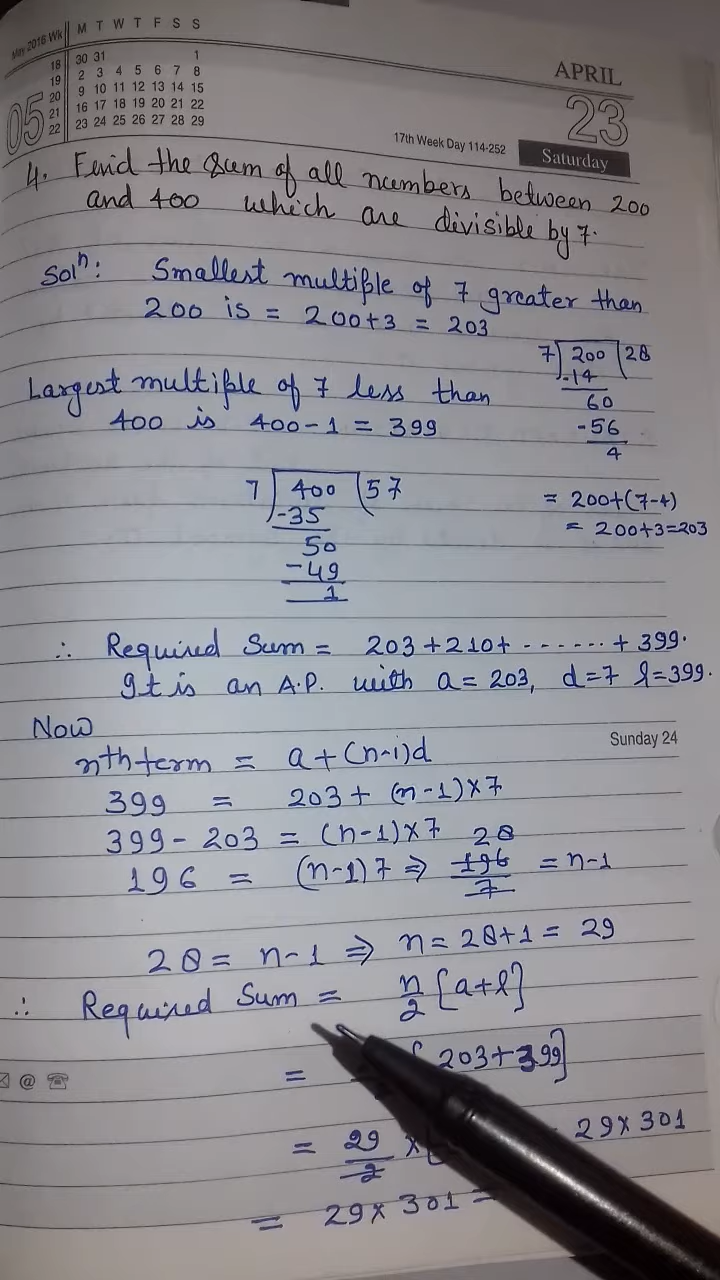 May 2016 Wk M T W T F S S
18 30 31 1
19 2 3 4 5 6 7 8
20 9 10 11 12 13 14 15
21 16 17 18 19 20 21 22
22 23 24 25 26 27 28 29
05
APRIL
23
17th Week Day 114-252
Saturday
4. Find the Sum of all numbers between 200
and 400 which are divisible by 7.
Solⁿ: Smallest multiple of 7 greater than
200 is = 200+3 = 203
7) 200 (28
-14
60
-56
4
= 200+(7-4)
= 200+3=203
Largest multiple of 7 less than
400 is 400-1 = 399
7) 400 (57
-35
50
-49
1
∴ Required Sum = 203+210+ ------ + 399.
It is an A.P. with a = 203, d=7 l=399.
Now
Sunday 24
nth term = a+(n-1)d
399 = 203 + (n-1)×7
399 - 203 = (n-1)×7
196 = (n-1)7 ⇒ 196/7 = n-1
28
28 = n-1 ⇒ n = 28+1 = 29
∴ Required Sum = n/2 [a+l]
= 203+399]
= 29/2 × 29×301
= 29×301 =
@